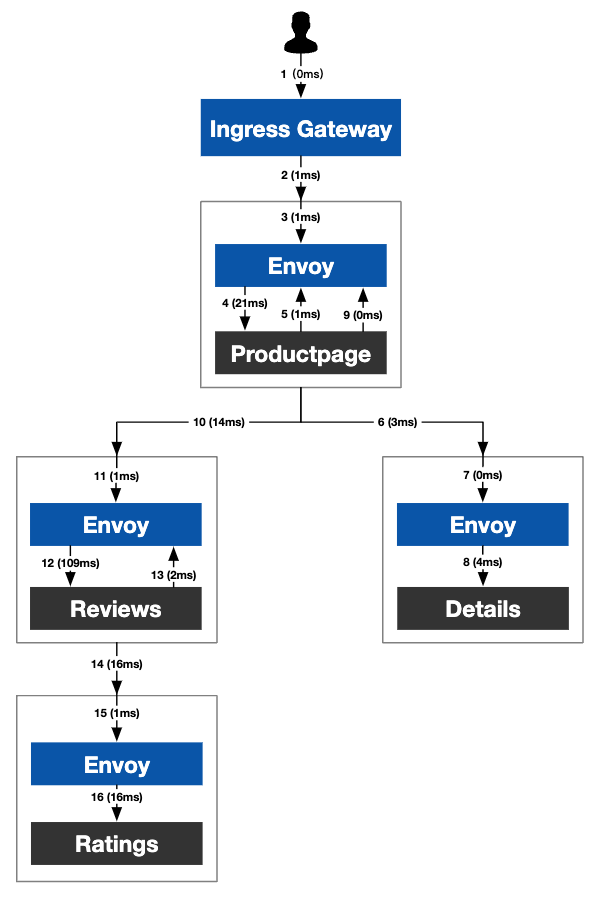 1 (0ms)
Ingress Gateway
2 (1ms)
3 (1ms)
Envoy
4 (21ms)
5 (1ms)
9 (0ms)
Productpage
10 (14ms)
6 (3ms)
11 (1ms)
7 (0ms)
Envoy
Envoy
12 (109ms)
13 (2ms)
8 (4ms)
Reviews
Details
14 (16ms)
15 (1ms)
Envoy
16 (16ms)
Ratings